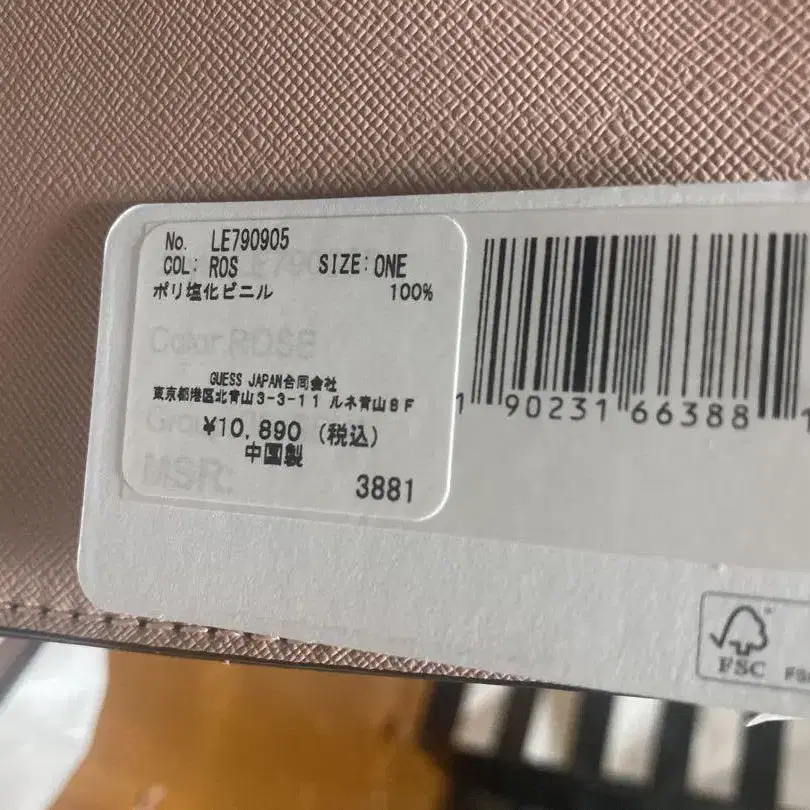 No. LE790905
COL: ROS SIZE: ONE
ポリ塩化ビニル 100%
Color: ROSE
GUESS JAPAN合同会社
東京都港区北青山3-3-11 ルネ青山8F
¥10,890 (税込)
中国製
MSR:
3881
1 90231 66388 1
FSC